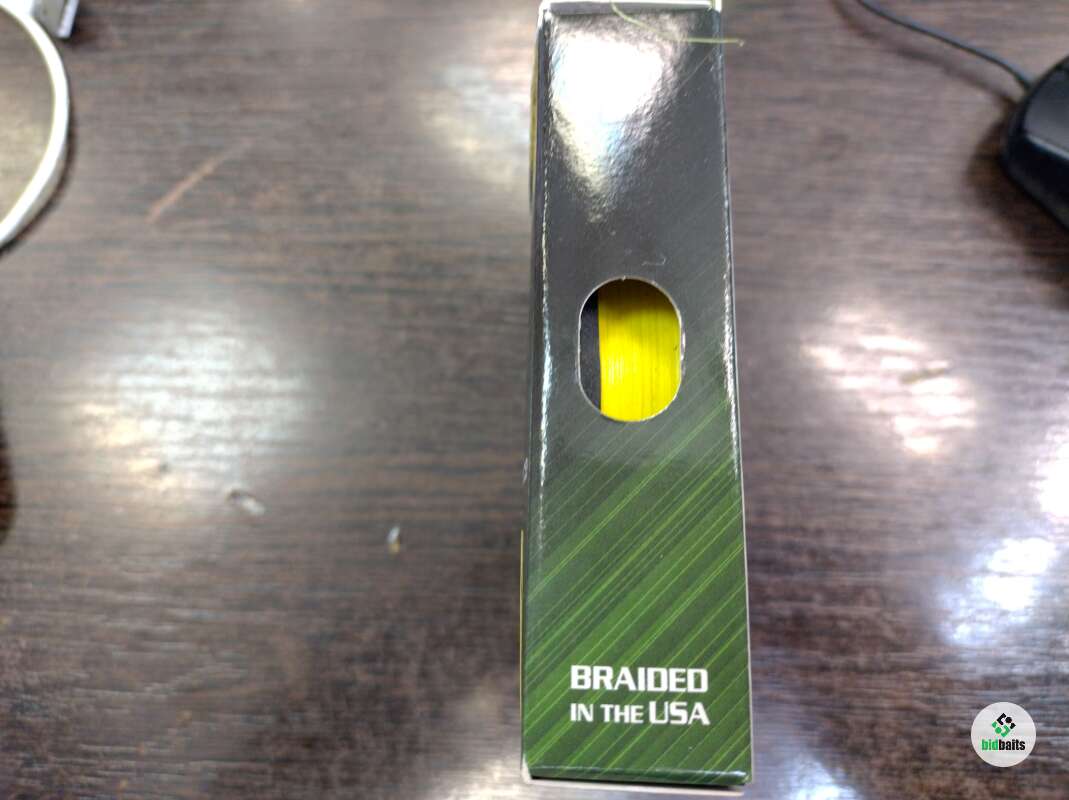 BRAIDED
IN THE USA
bidbaits